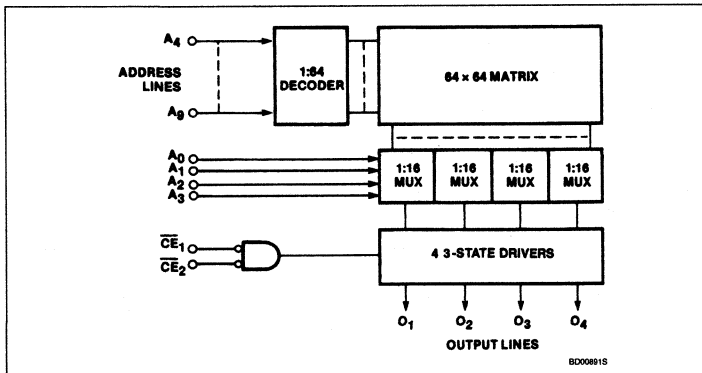 A4
ADDRESS
LINES
A9
1:64
DECODER
64 × 64 MATRIX
A0
A1
A2
A3
1:16
MUX
1:16
MUX
1:16
MUX
1:16
MUX
CE1
CE2
4 3-STATE DRIVERS
O1
O2
O3
O4
OUTPUT LINES
BD00891S